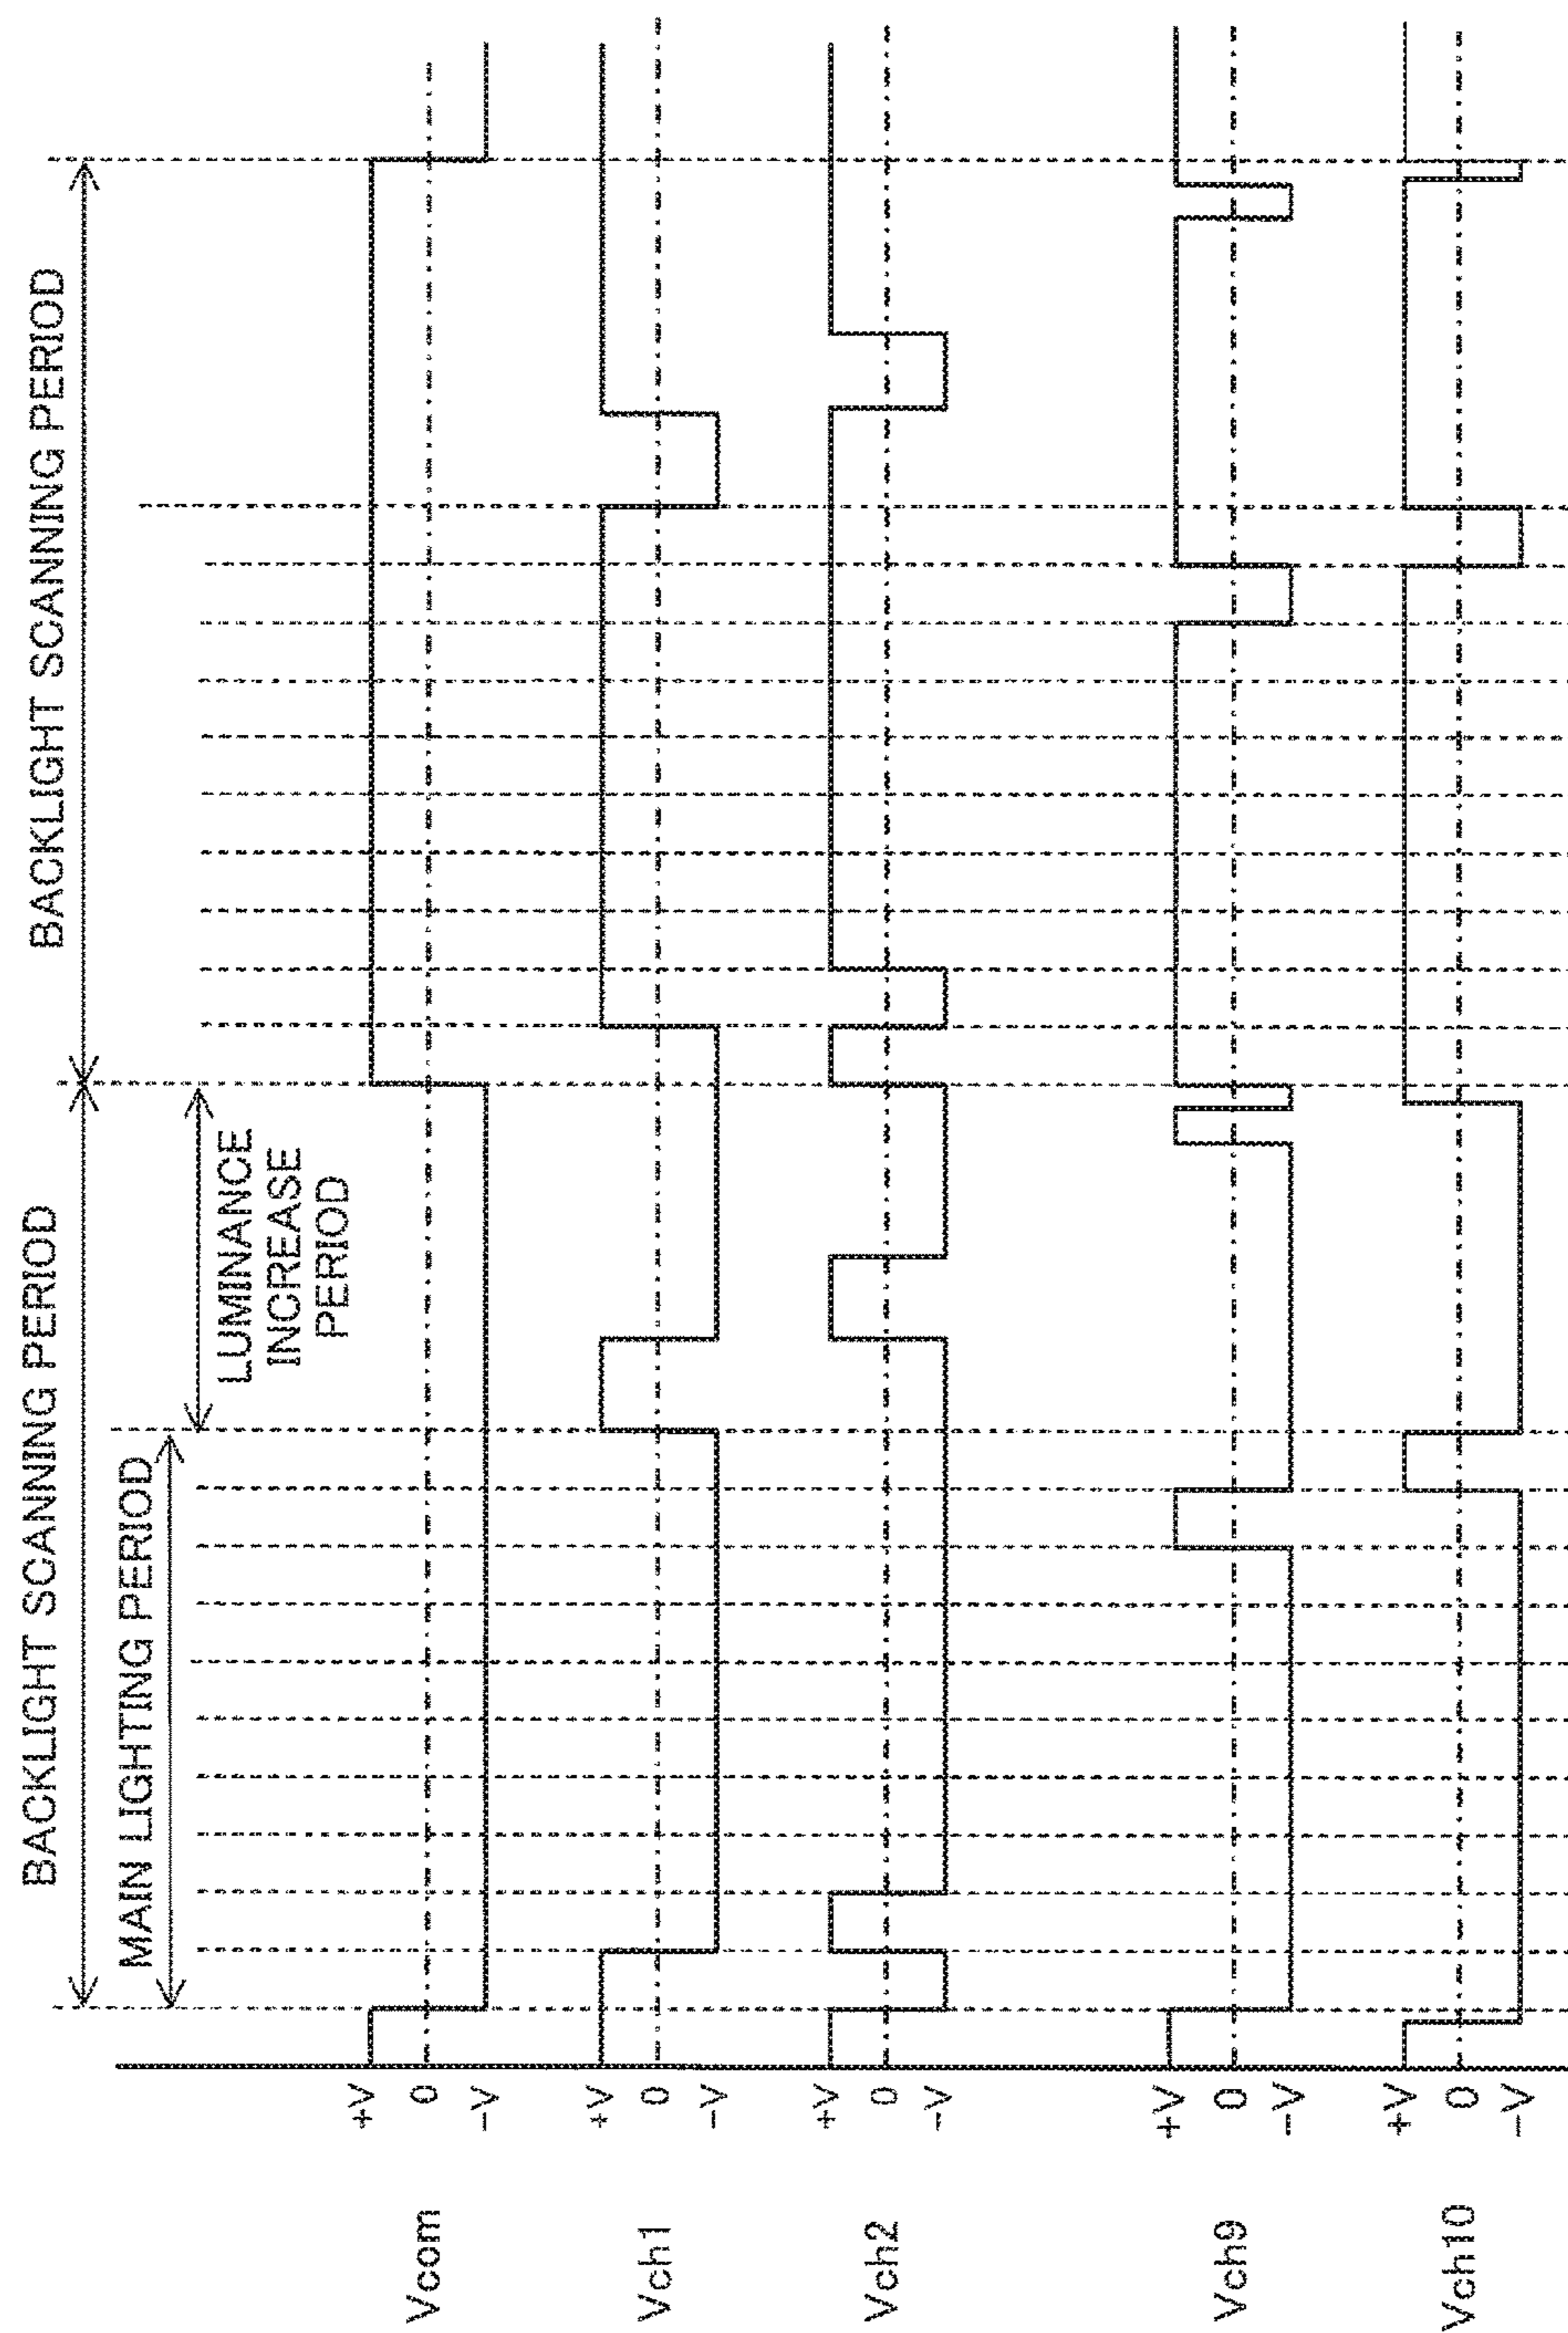 BACKLIGHT SCANNING PERIOD
BACKLIGHT SCANNING PERIOD
MAIN LIGHTING PERIOD
LUMINANCE
INCREASE
PERIOD
Vcom
+V
0
−V
Vch1
+V
0
−V
Vch2
+V
0
−V
Vch9
+V
0
−V
Vch10
+V
0
−V